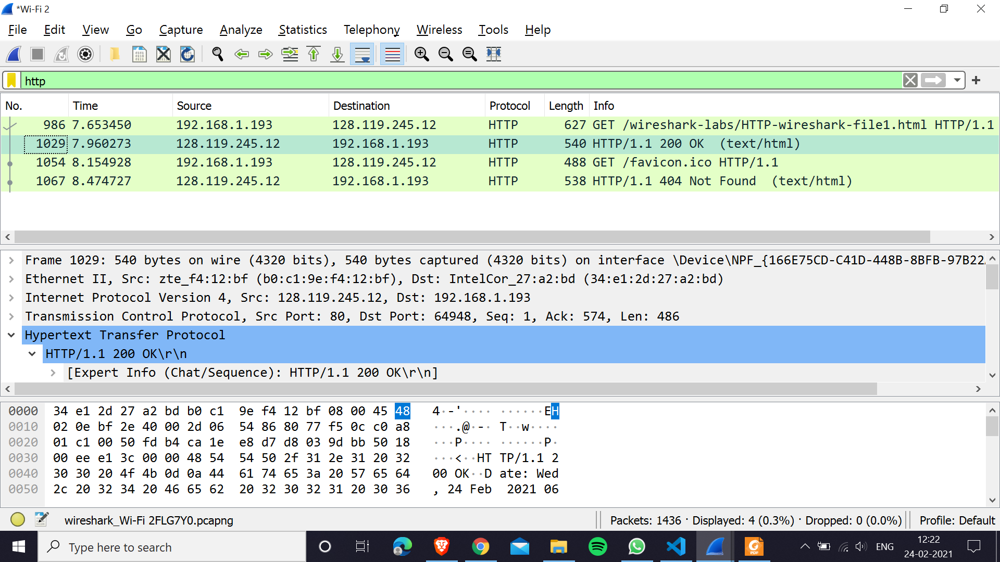 *Wi-Fi 2
File Edit View Go Capture Analyze Statistics Telephony Wireless Tools Help
http
No. Time Source Destination Protocol Length Info
986 7.653450 192.168.1.193 128.119.245.12 HTTP 627 GET /wireshark-labs/HTTP-wireshark-file1.html HTTP/1.1
1029 7.960273 128.119.245.12 192.168.1.193 HTTP 540 HTTP/1.1 200 OK (text/html)
1054 8.154928 192.168.1.193 128.119.245.12 HTTP 488 GET /favicon.ico HTTP/1.1
1067 8.474727 128.119.245.12 192.168.1.193 HTTP 538 HTTP/1.1 404 Not Found (text/html)
Frame 1029: 540 bytes on wire (4320 bits), 540 bytes captured (4320 bits) on interface \Device\NPF_{166E75CD-C41D-448B-8BFB-97B22
Ethernet II, Src: zte_f4:12:bf (b0:c1:9e:f4:12:bf), Dst: IntelCor_27:a2:bd (34:e1:2d:27:a2:bd)
Internet Protocol Version 4, Src: 128.119.245.12, Dst: 192.168.1.193
Transmission Control Protocol, Src Port: 80, Dst Port: 64948, Seq: 1, Ack: 574, Len: 486
Hypertext Transfer Protocol
HTTP/1.1 200 OK\r\n
[Expert Info (Chat/Sequence): HTTP/1.1 200 OK\r\n]
0000 34 e1 2d 27 a2 bd b0 c1 9e f4 12 bf 08 00 45 48 4·-'···· ······EH
0010 02 0e bf 2e 40 00 2d 06 54 86 80 77 f5 0c c0 a8 ···.@·-· T··w····
0020 01 c1 00 50 fd b4 ca 1e e8 d7 d8 03 9d bb 50 18 ···P···· ······P·
0030 00 ee e1 3c 00 00 48 54 54 50 2f 31 2e 31 20 32 ···<··HT TP/1.1 2
0040 30 30 20 4f 4b 0d 0a 44 61 74 65 3a 20 57 65 64 00 OK··D ate: Wed
0050 2c 20 32 34 20 46 65 62 20 32 30 32 31 20 30 36 , 24 Feb 2021 06
wireshark_Wi-Fi 2FLG7Y0.pcapng Packets: 1436 · Displayed: 4 (0.3%) · Dropped: 0 (0.0%) Profile: Default
Type here to search PDF ENG 12:22
24-02-2021